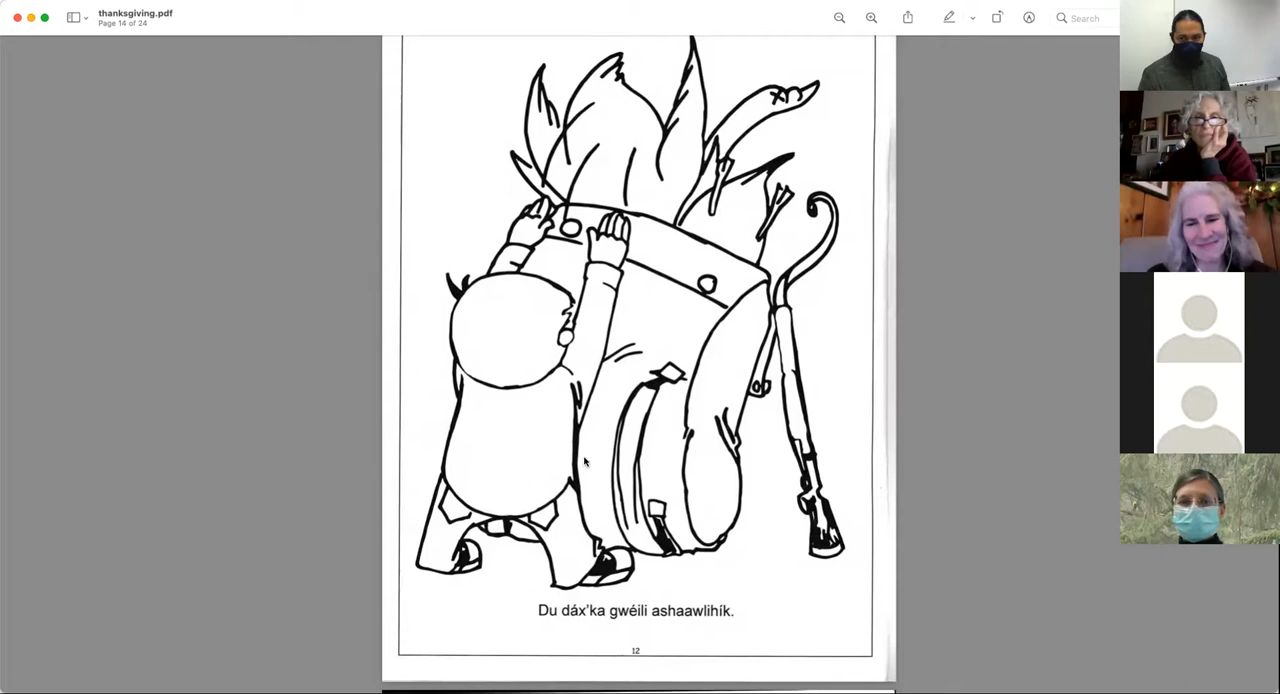 thanksgiving.pdf
Page 14 of 24
Search
Du dáx'ka gwéili ashaawlihík.
12